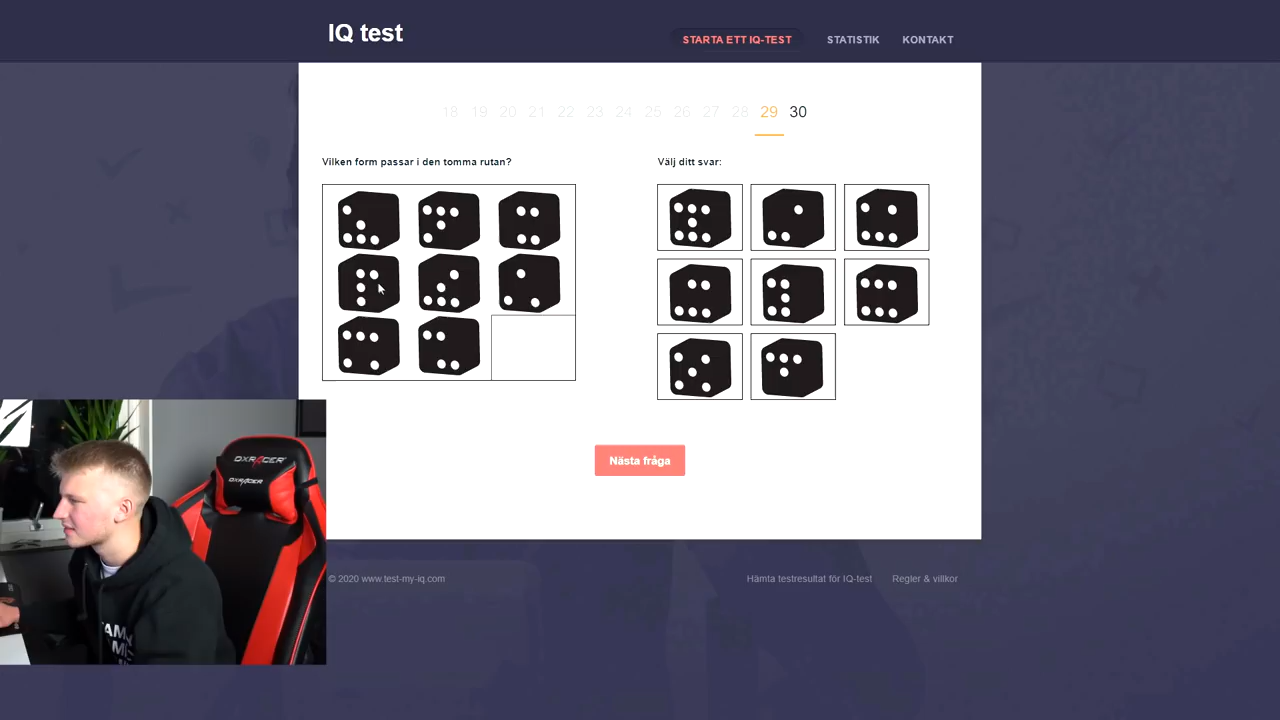 IQ test
STARTA ETT IQ-TEST STATISTIK KONTAKT
18 19 20 21 22 23 24 25 26 27 28 29 30
Vilken form passar i den tomma rutan?
Välj ditt svar:
Nästa fråga
DXRACER
DXRACER
© 2020 www.test-my-iq.com
Hämta testresultat för IQ-test Regler & villkor